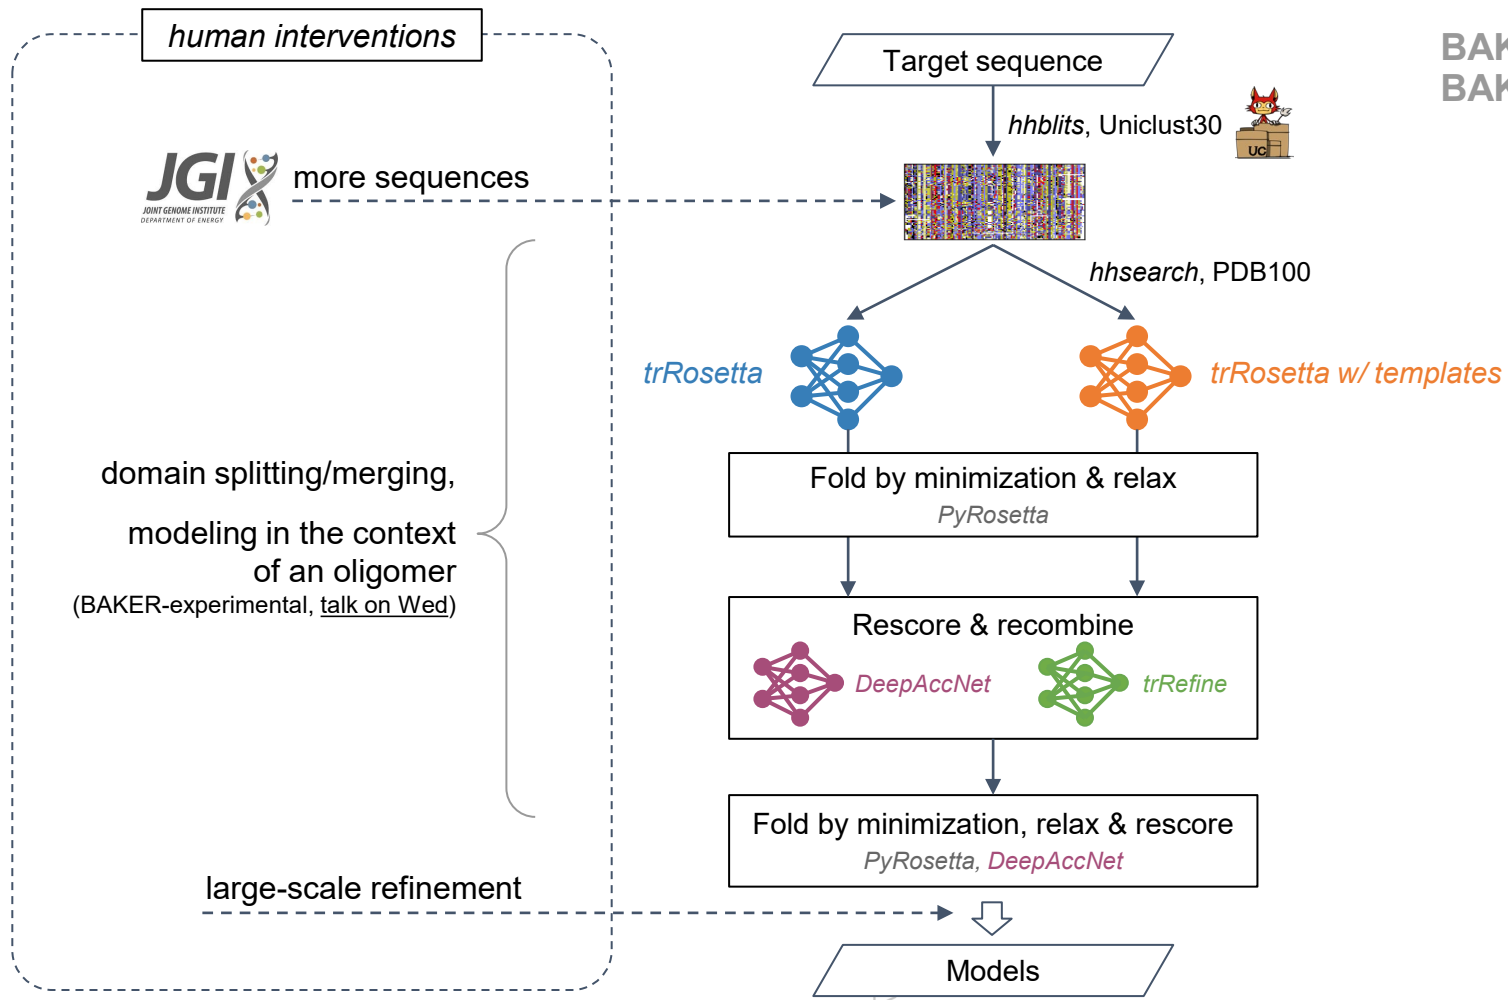 human interventions
Target sequence
BAK
BAK
hhblits, Uniclust30
UC
JGI
JOINT GENOME INSTITUTE
DEPARTMENT OF ENERGY
more sequences
hhsearch, PDB100
trRosetta
trRosetta w/ templates
domain splitting/merging,
modeling in the context
of an oligomer
(BAKER-experimental, talk on Wed)
Fold by minimization & relax
PyRosetta
Rescore & recombine
DeepAccNet
trRefine
Fold by minimization, relax & rescore
PyRosetta, DeepAccNet
large-scale refinement
Models